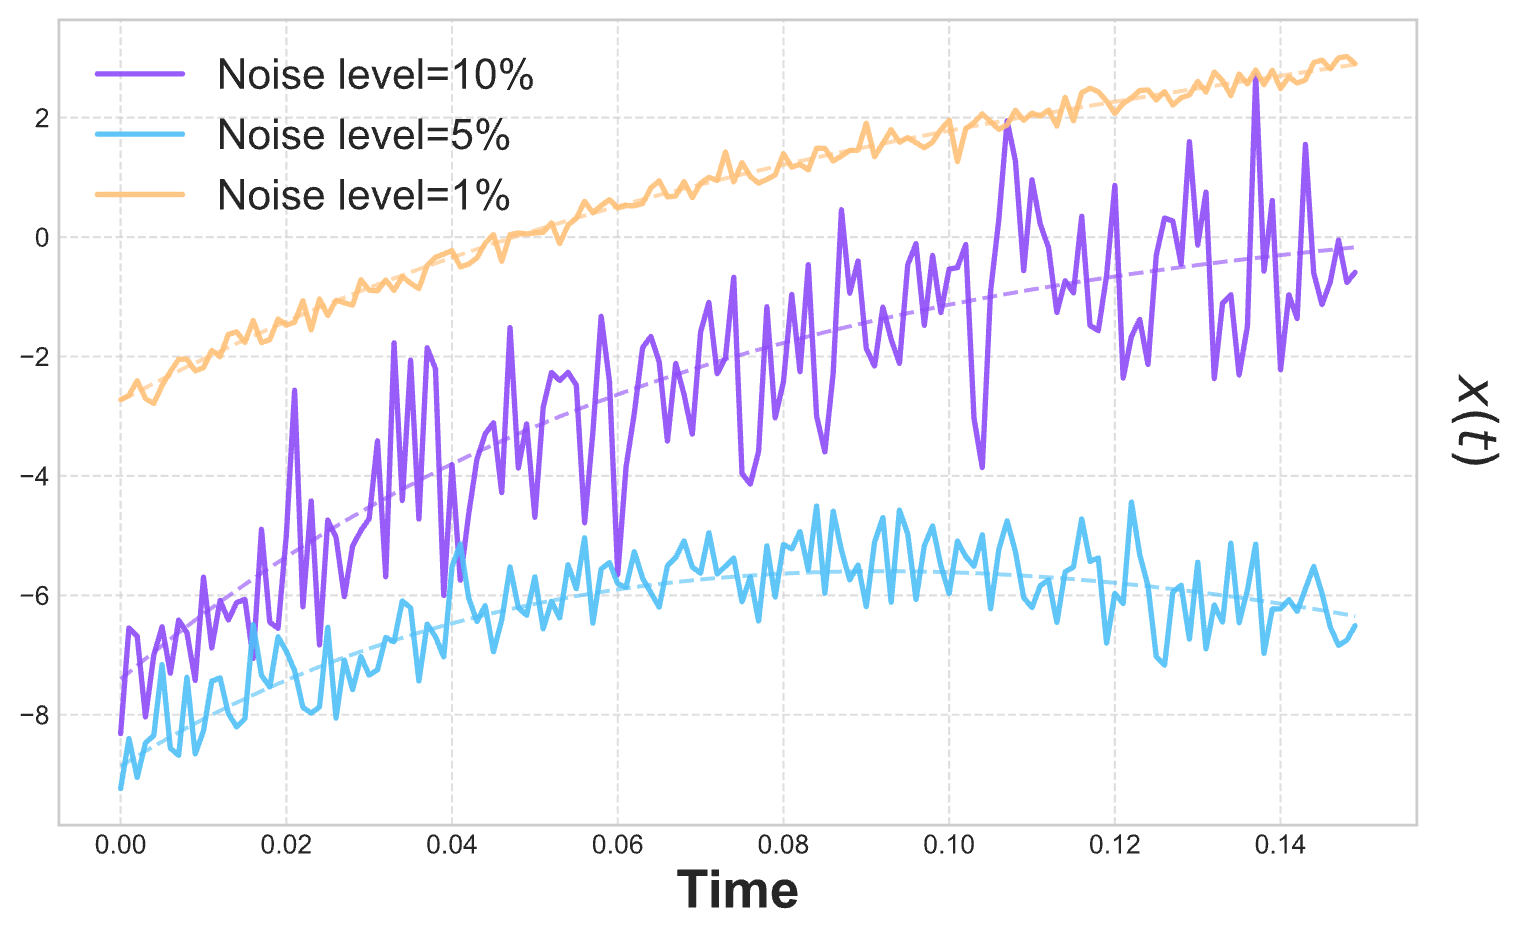 Noise level=10%
Noise level=5%
Noise level=1%
2
0
−2
−4
−6
−8
0.00 0.02 0.04 0.06 0.08 0.10 0.12 0.14
Time
x(t)